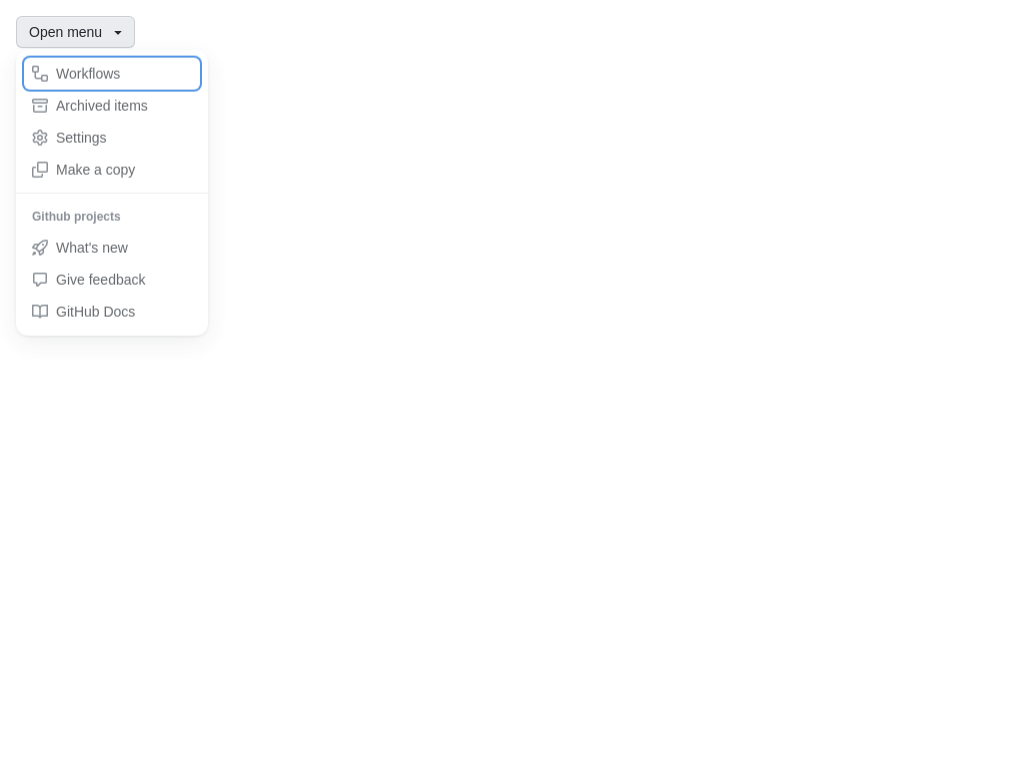 Open menu
Workflows
Archived items
Settings
Make a copy
Github projects
What's new
Give feedback
GitHub Docs